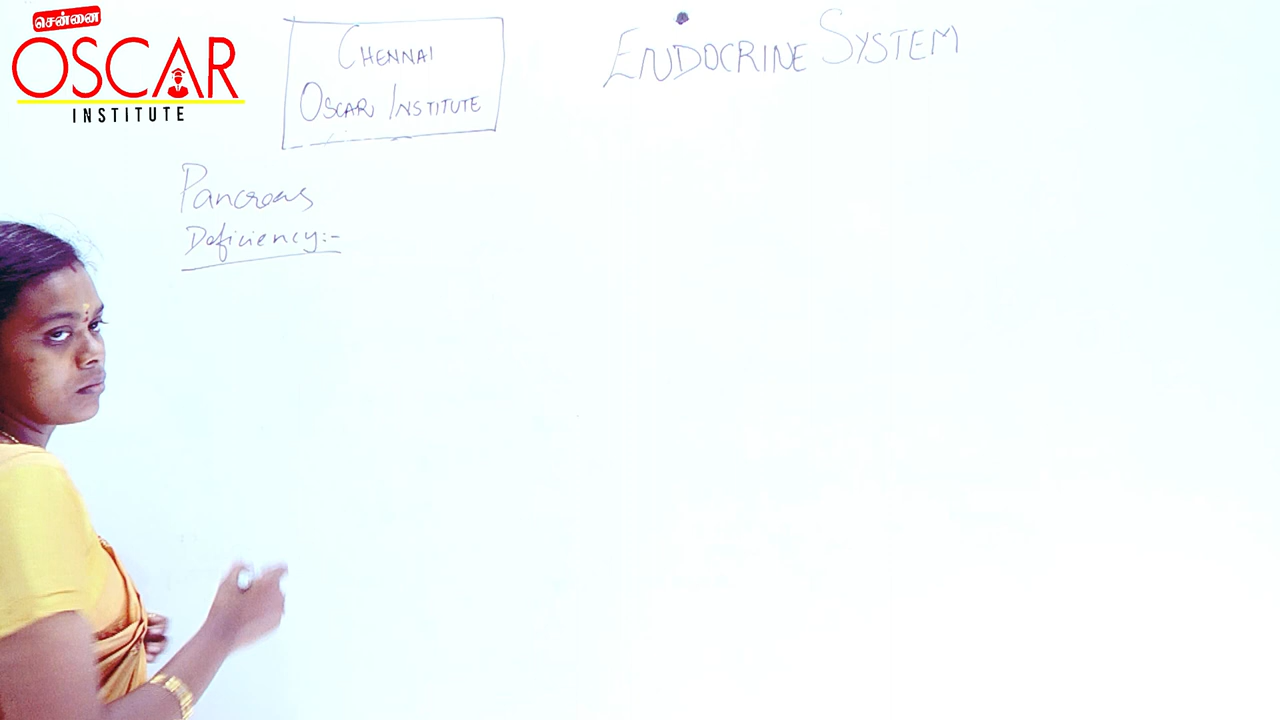 சென்னை
OSCAR
INSTITUTE
CHENNAI
OSCAR INSTITUTE
ENDOCRINE SYSTEM
Pancreas
Deficiency:-